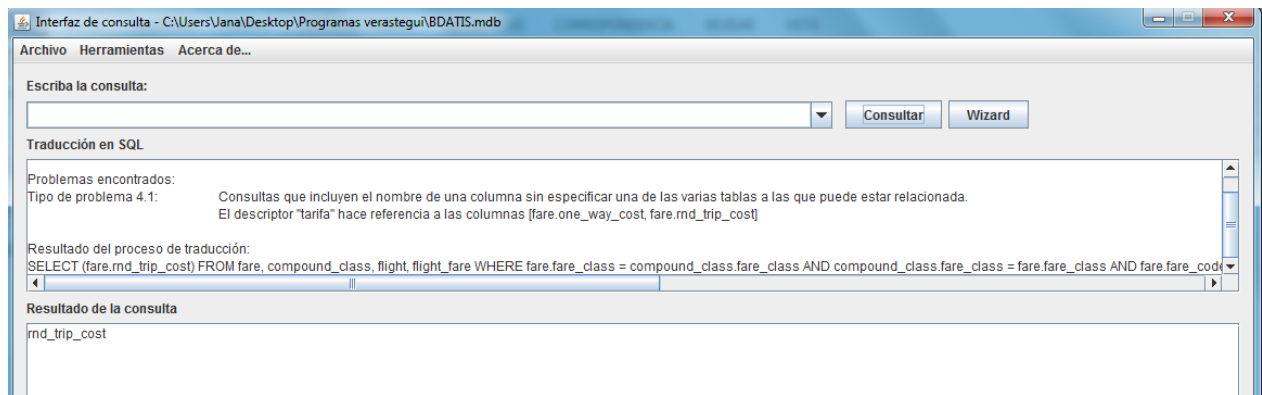 Interfaz de consulta - C:\Users\Jana\Desktop\Programas verastegui\BDATIS.mdb
Archivo Herramientas Acerca de...
Escriba la consulta:
Consultar Wizard
Traducción en SQL
Problemas encontrados:
Tipo de problema 4.1: Consultas que incluyen el nombre de una columna sin especificar una de las varias tablas a las que puede estar relacionada.
El descriptor "tarifa" hace referencia a las columnas [fare.one_way_cost, fare.rnd_trip_cost]
Resultado del proceso de traducción:
SELECT (fare.rnd_trip_cost) FROM fare, compound_class, flight, flight_fare WHERE fare.fare_class = compound_class.fare_class AND compound_class.fare_class = fare.fare_class AND fare.fare_code
Resultado de la consulta
rnd_trip_cost